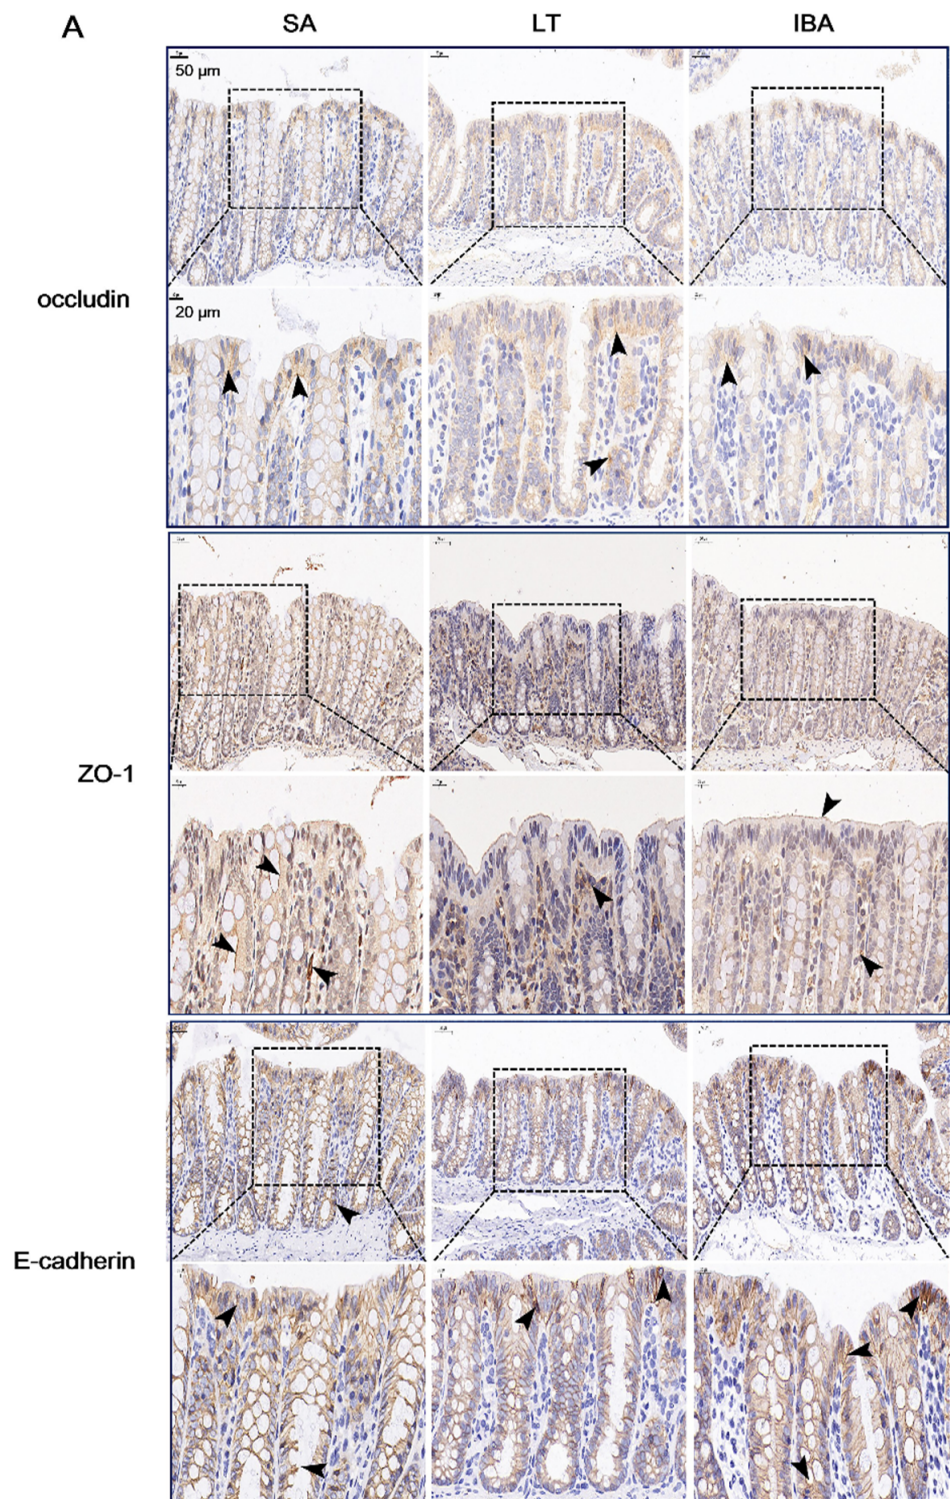 A
SA LT IBA
50 μm
occludin
20 μm
ZO-1
E-cadherin